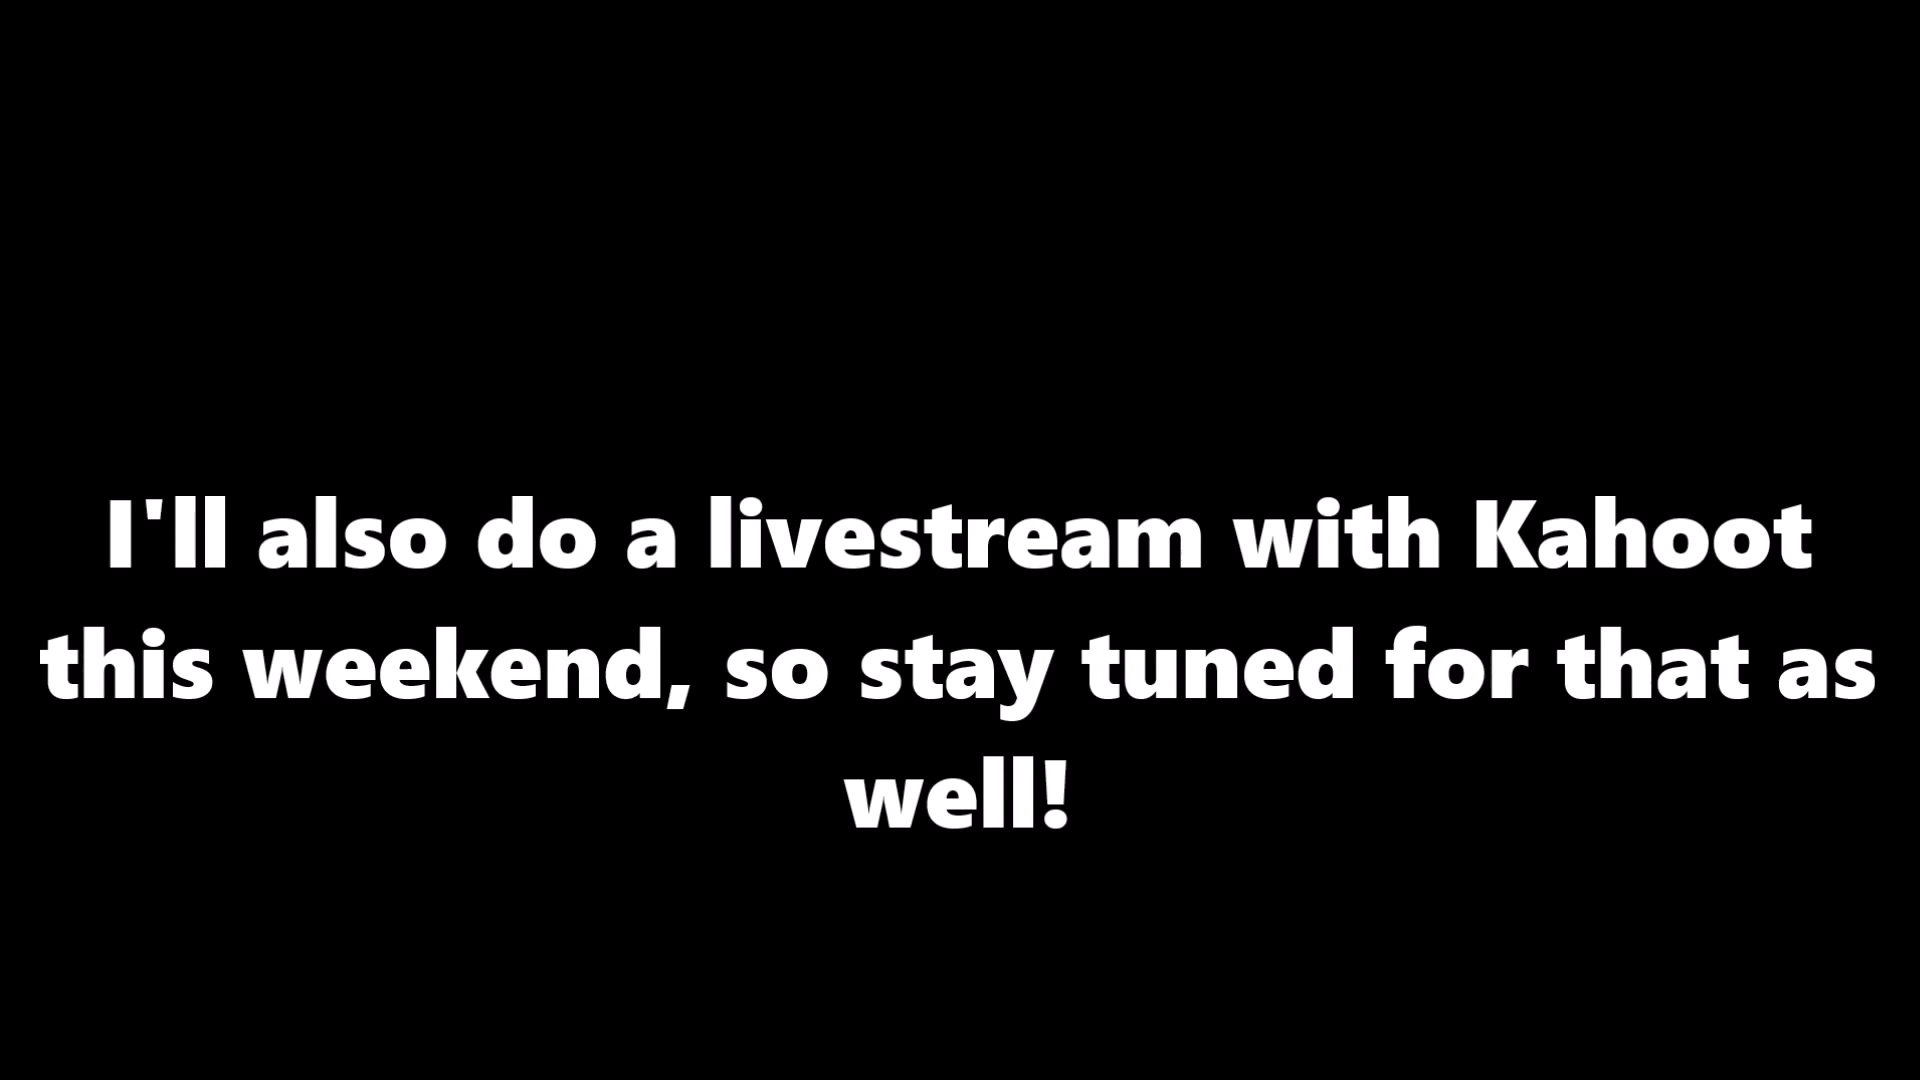 I'll also do a livestream with Kahoot
this weekend, so stay tuned for that as
well!